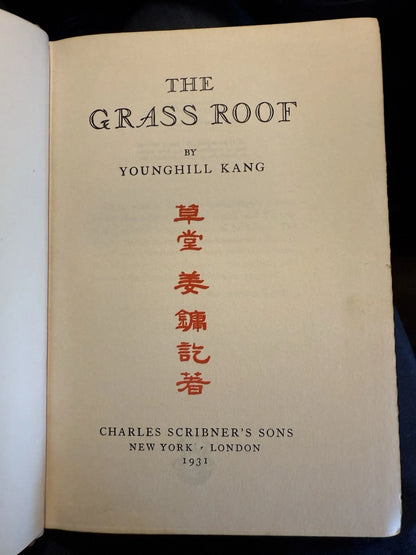 THE
GRASS ROOF
BY
YOUNGHILL KANG
草堂 姜鏞訖著
CHARLES SCRIBNER'S SONS
NEW YORK · LONDON
1931